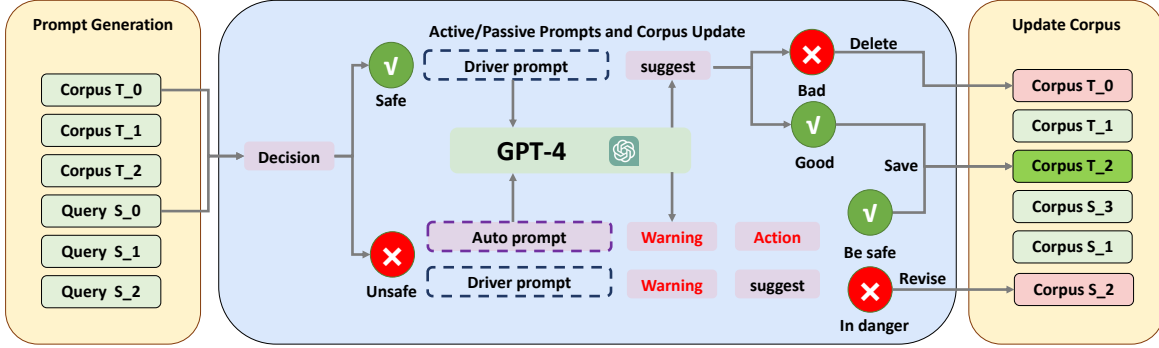 Prompt Generation
Corpus T_0
Corpus T_1
Corpus T_2
Query S_0
Query S_1
Query S_2
Active/Passive Prompts and Corpus Update
Decision
√
Safe
Driver prompt
suggest
Bad
Delete
GPT-4
√
Good
Save
Auto prompt
Warning
Action
√
Be safe
Unsafe
Driver prompt
Warning
suggest
In danger
Revise
Update Corpus
Corpus T_0
Corpus T_1
Corpus T_2
Corpus S_3
Corpus S_1
Corpus S_2